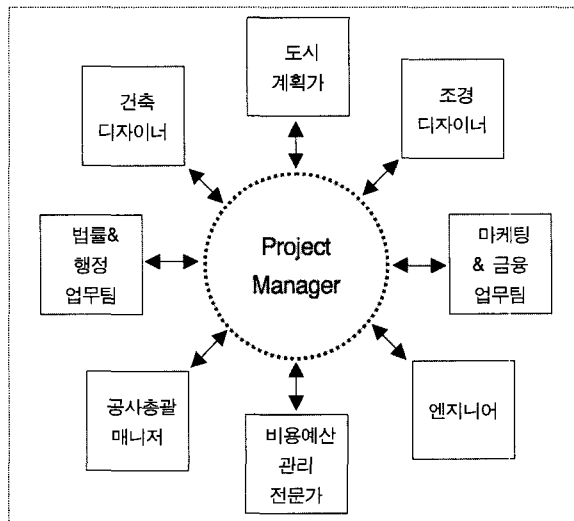 도시
계획가
건축
디자이너
조경
디자이너
법률&
행정
업무팀
Project
Manager
마케팅
& 금융
업무팀
공사총괄
매니저
비용예산
관리
전문가
엔지니어